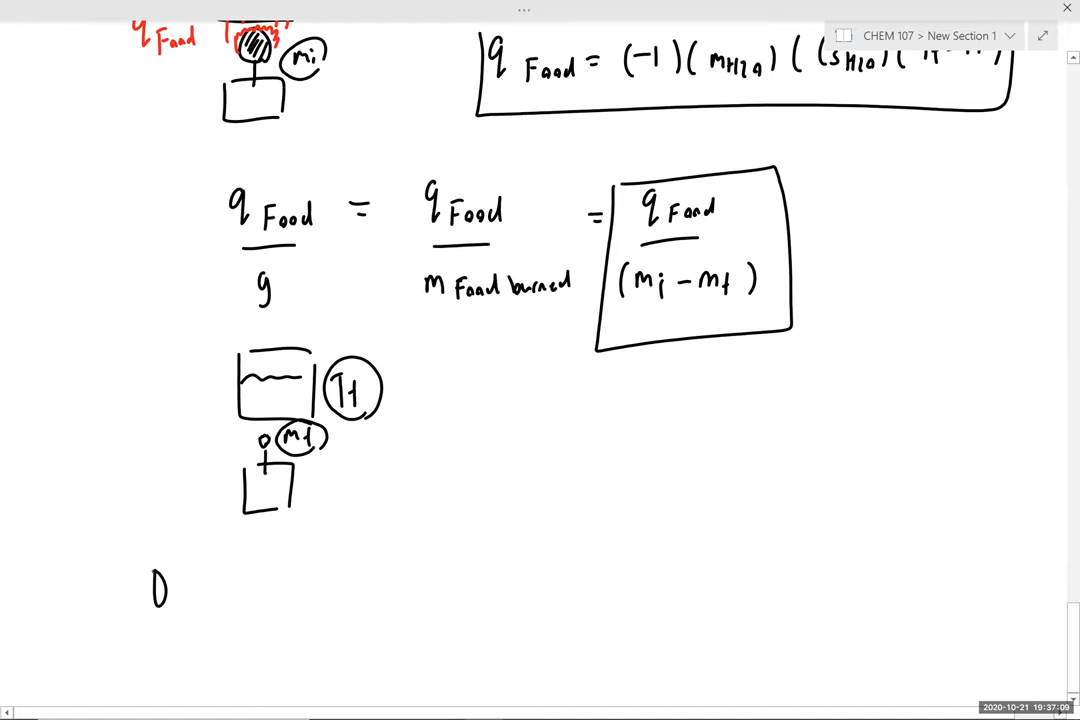 CHEM 107 > New Section 1
q Food
mi
q Food = (-1)(mH2O)(
q Food = q Food = q Food
g m Food burned (mi - mf)
Tf
mf
D
2020-10-21 19:37:09